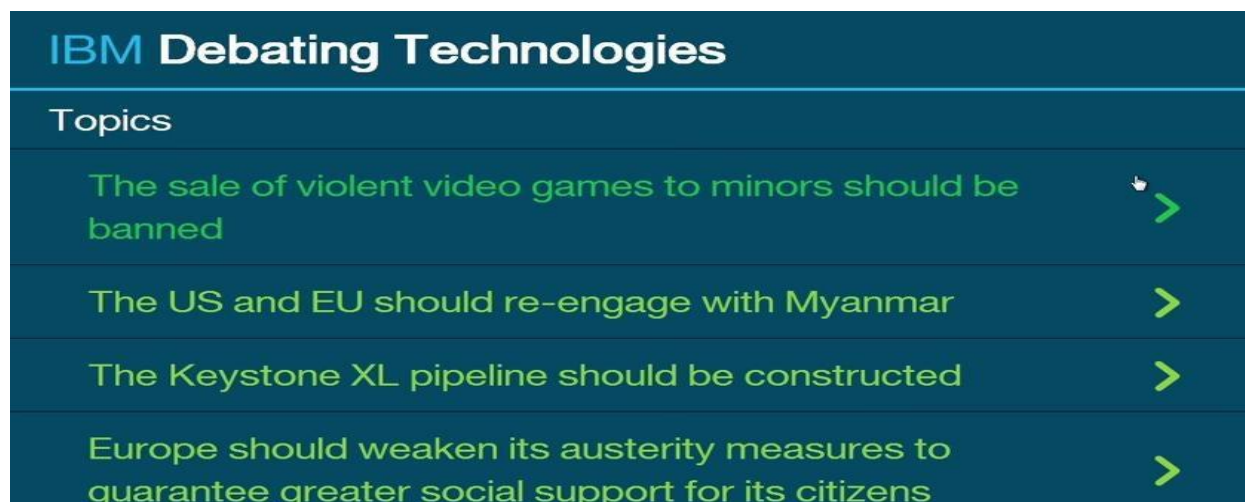 IBM Debating Technologies
Topics
The sale of violent video games to minors should be
banned
The US and EU should re-engage with Myanmar
The Keystone XL pipeline should be constructed
Europe should weaken its austerity measures to
guarantee greater social support for its citizens